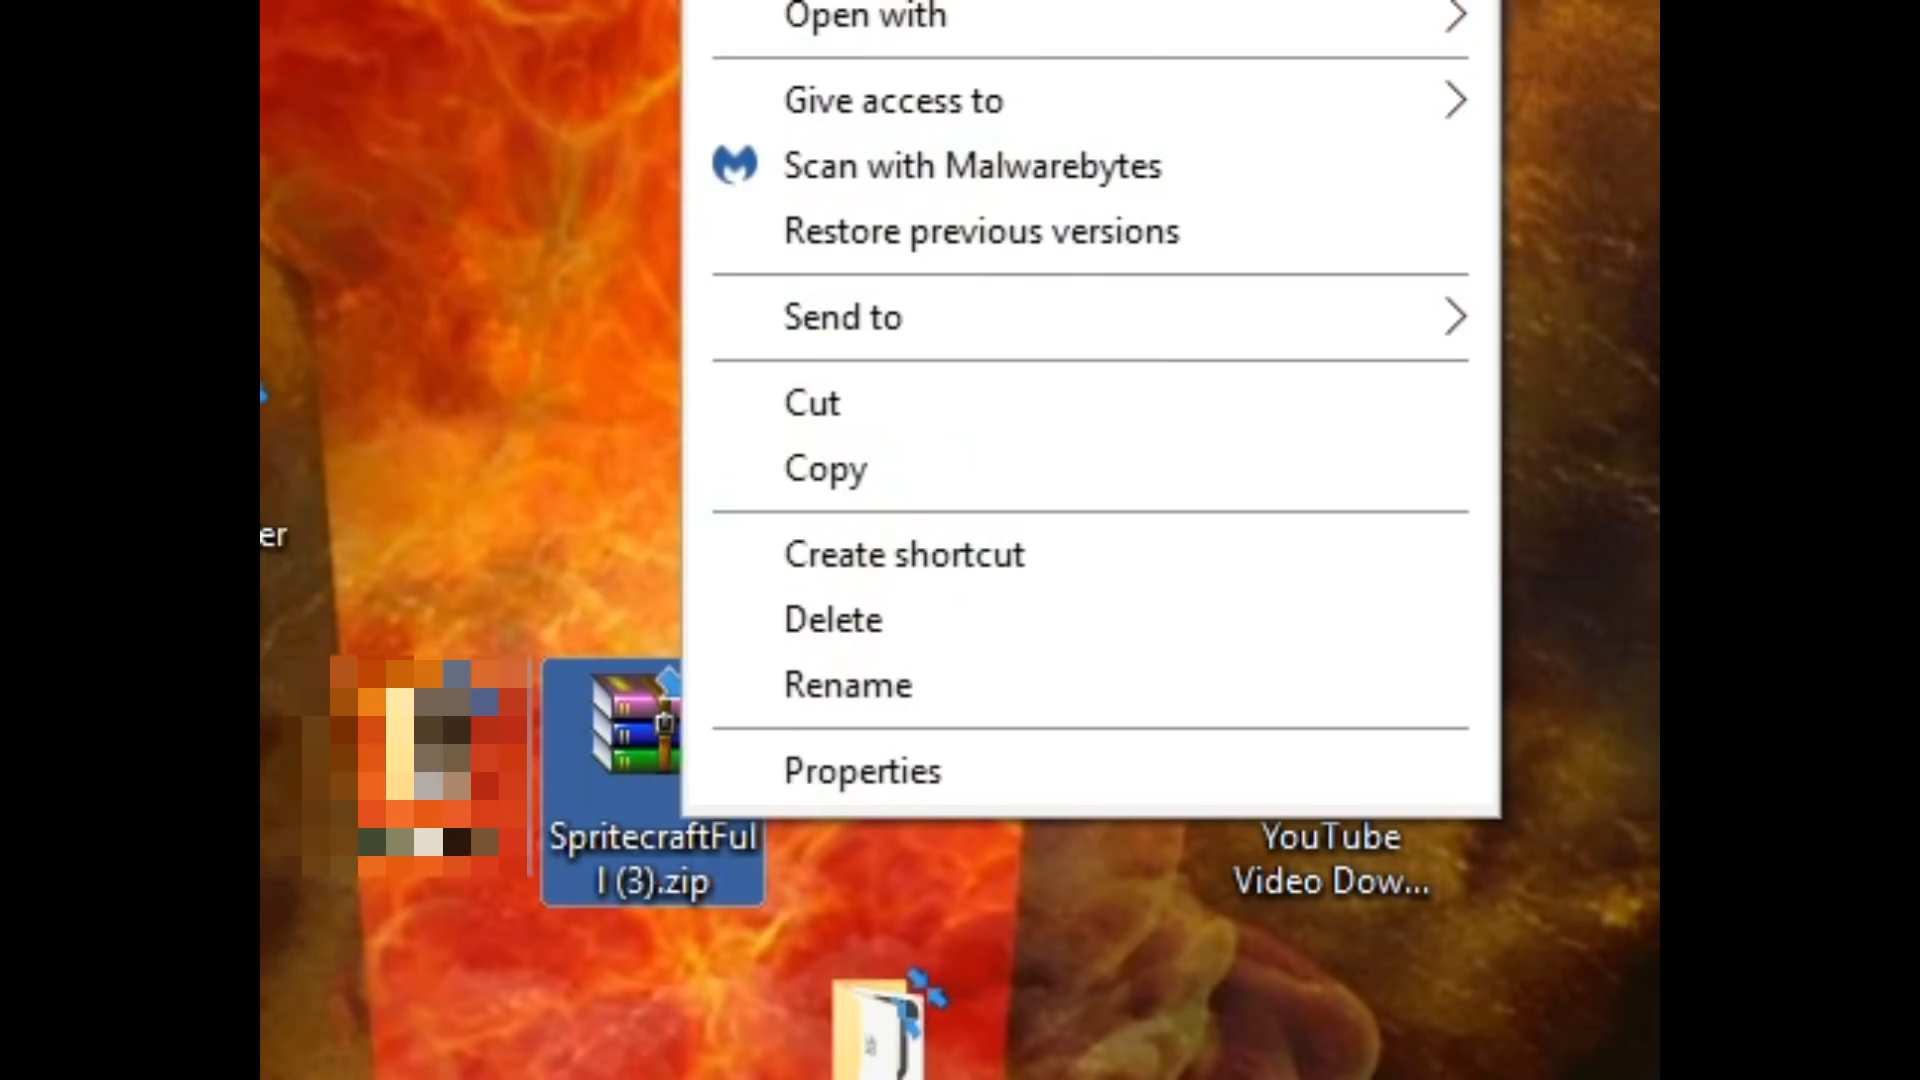 Open with
Give access to
Scan with Malwarebytes
Restore previous versions
Send to
Cut
Copy
er
Create shortcut
Delete
Rename
Properties
SpritecraftFul
l (3).zip
YouTube
Video Dow...